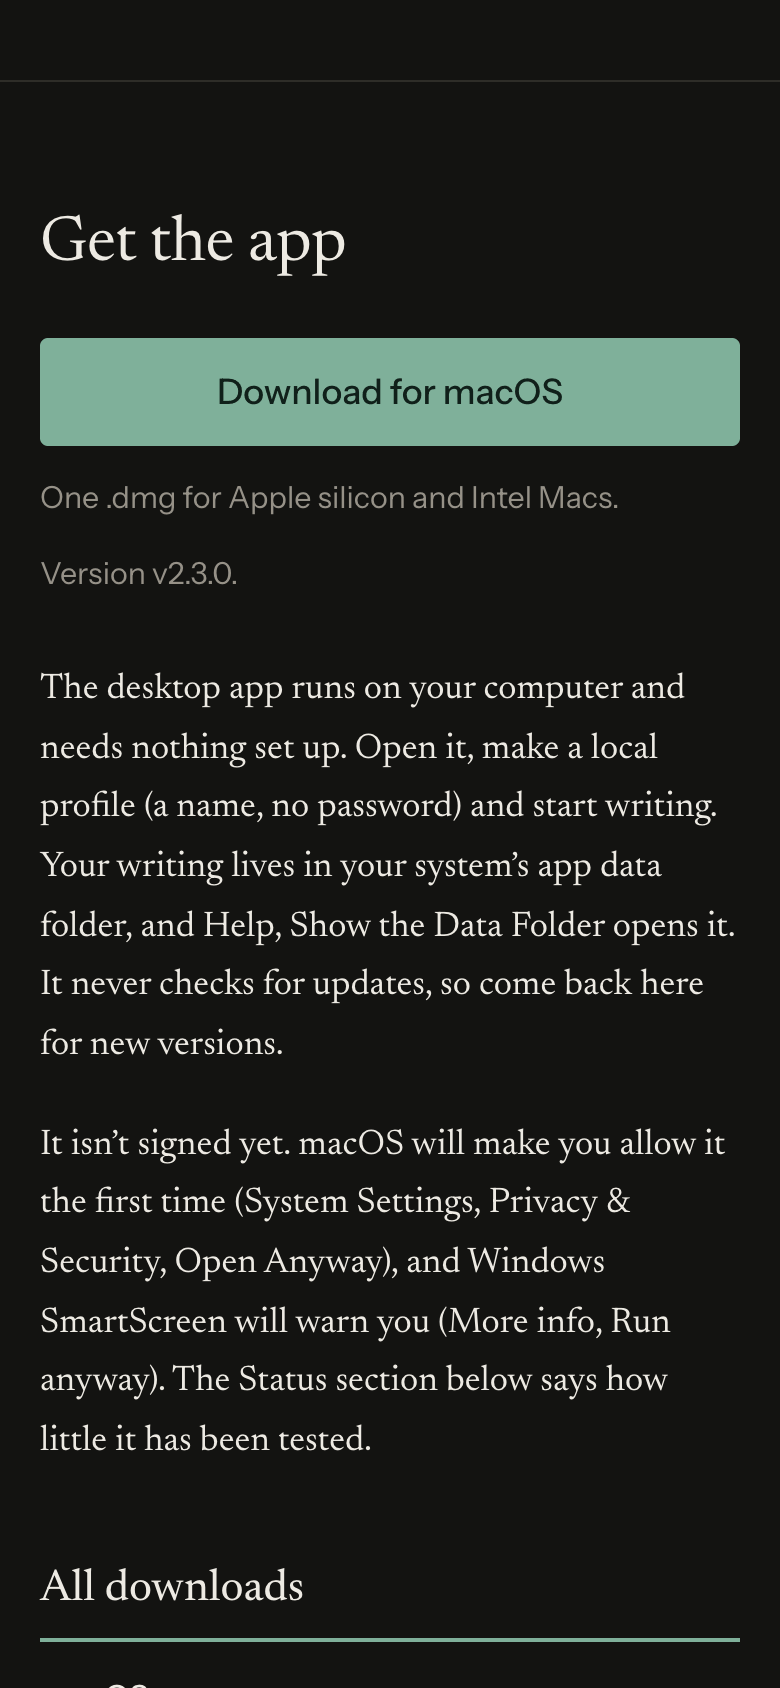 Get the app
Download for macOS
One .dmg for Apple silicon and Intel Macs.
Version v2.3.0.
The desktop app runs on your computer and
needs nothing set up. Open it, make a local
profile (a name, no password) and start writing.
Your writing lives in your system’s app data
folder, and Help, Show the Data Folder opens it.
It never checks for updates, so come back here
for new versions.
It isn’t signed yet. macOS will make you allow it
the first time (System Settings, Privacy &
Security, Open Anyway), and Windows
SmartScreen will warn you (More info, Run
anyway). The Status section below says how
little it has been tested.
All downloads